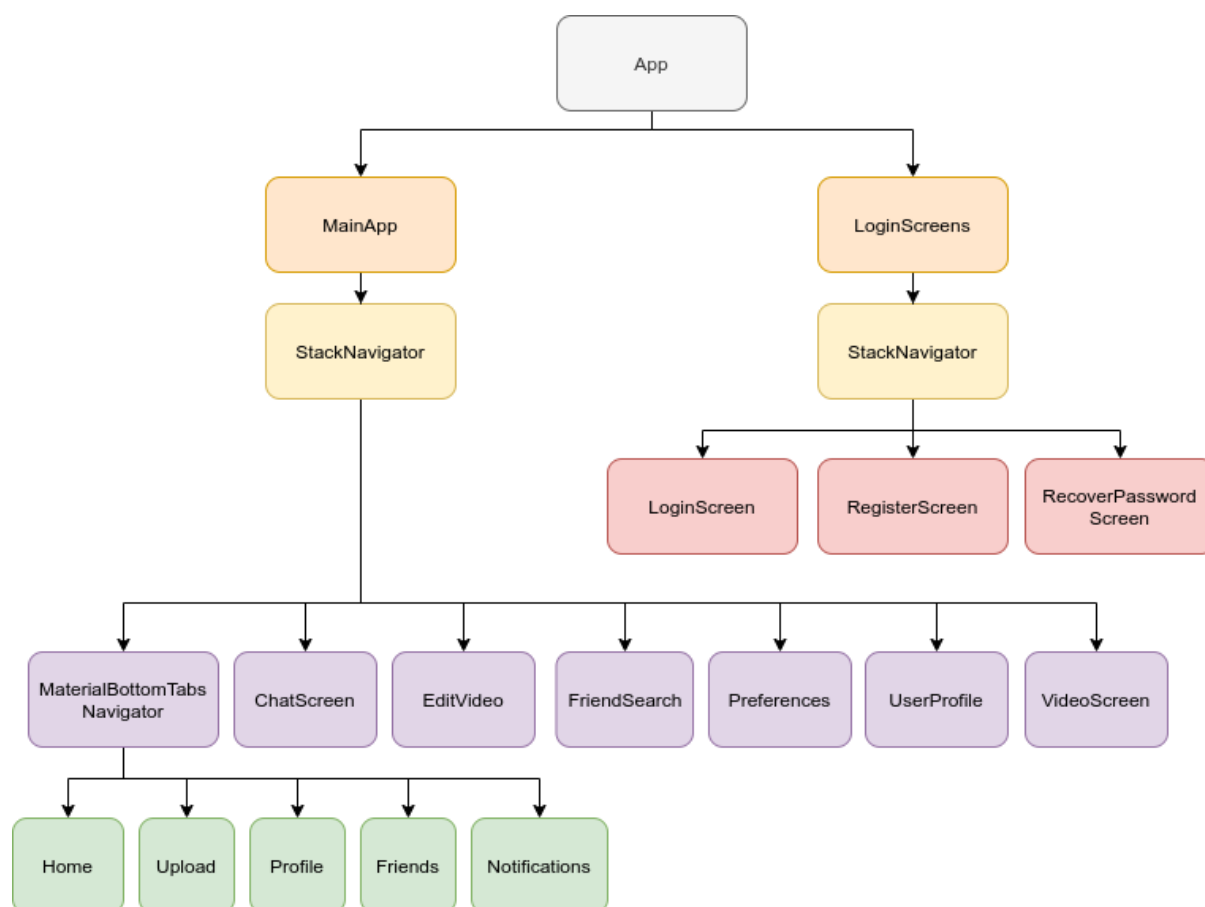 App
MainApp
LoginScreens
StackNavigator
StackNavigator
LoginScreen
RegisterScreen
RecoverPassword
Screen
MaterialBottomTabs
Navigator
ChatScreen
EditVideo
FriendSearch
Preferences
UserProfile
VideoScreen
Home
Upload
Profile
Friends
Notifications